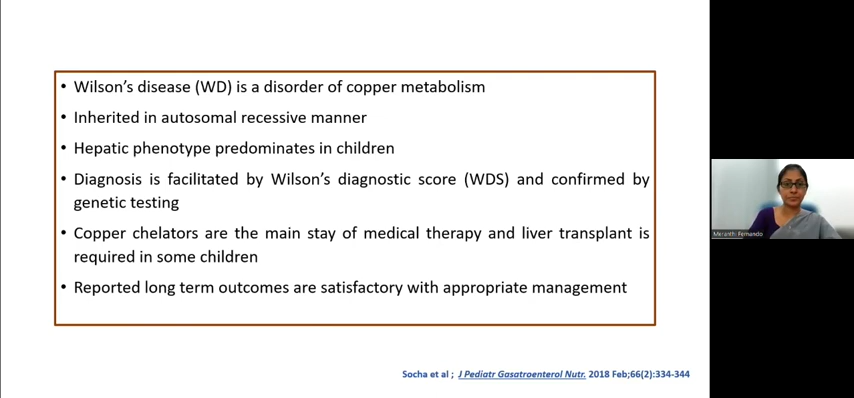 • Wilson's disease (WD) is a disorder of copper metabolism
• Inherited in autosomal recessive manner
• Hepatic phenotype predominates in children
• Diagnosis is facilitated by Wilson's diagnostic score (WDS) and confirmed by
genetic testing
• Copper chelators are the main stay of medical therapy and liver transplant is
required in some children
• Reported long term outcomes are satisfactory with appropriate management
Meranthi Fernando
Socha et al ; J Pediatr Gasatroenterol Nutr. 2018 Feb;66(2):334-344